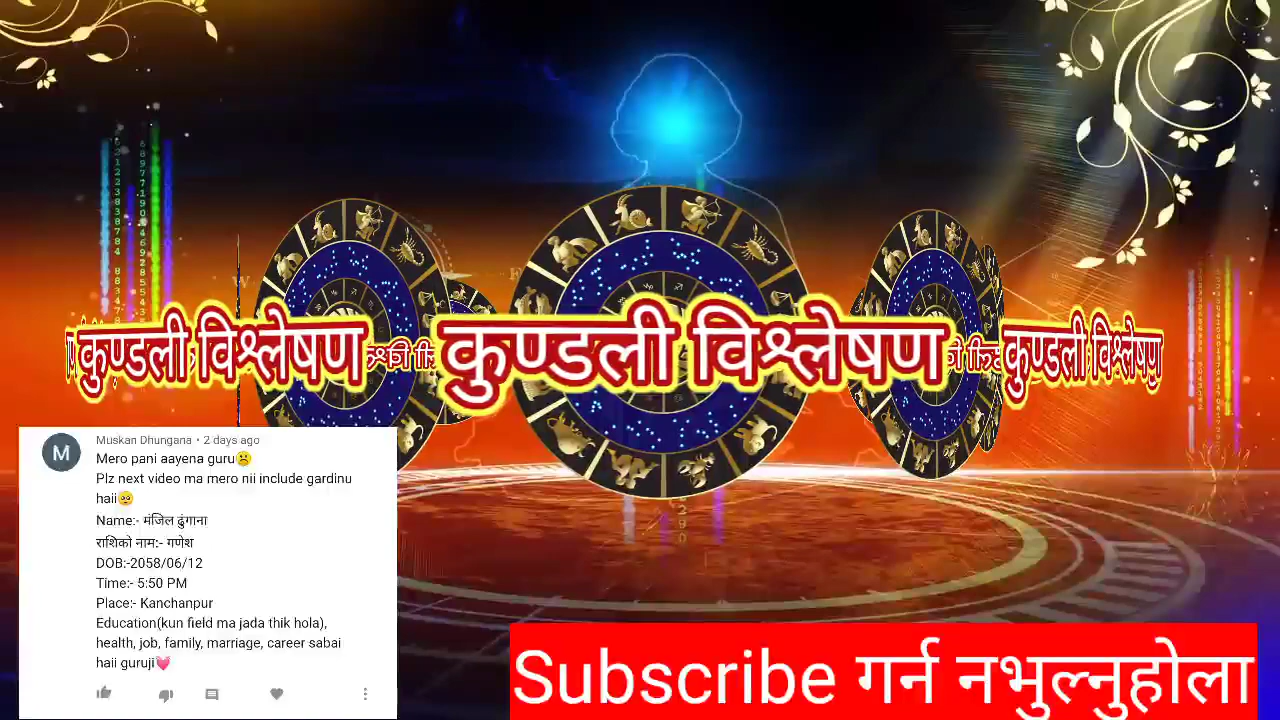 कुण्डली विश्लेषण
कुण्डली विश्लेषण
कुण्डली विश्लेषण
M
Muskan Dhungana • 2 days ago
Mero pani aayena guru☹️
Plz next video ma mero nii include gardinu
haii🥺
Name:- मंजिल ढुंगाना
राशिको नाम:- गणेश
DOB:-2058/06/12
Time:- 5:50 PM
Place:- Kanchanpur
Education(kun field ma jada thik hola),
health, job, family, marriage, career sabai
haii guruji💓
Subscribe गर्न नभुल्नुहोला